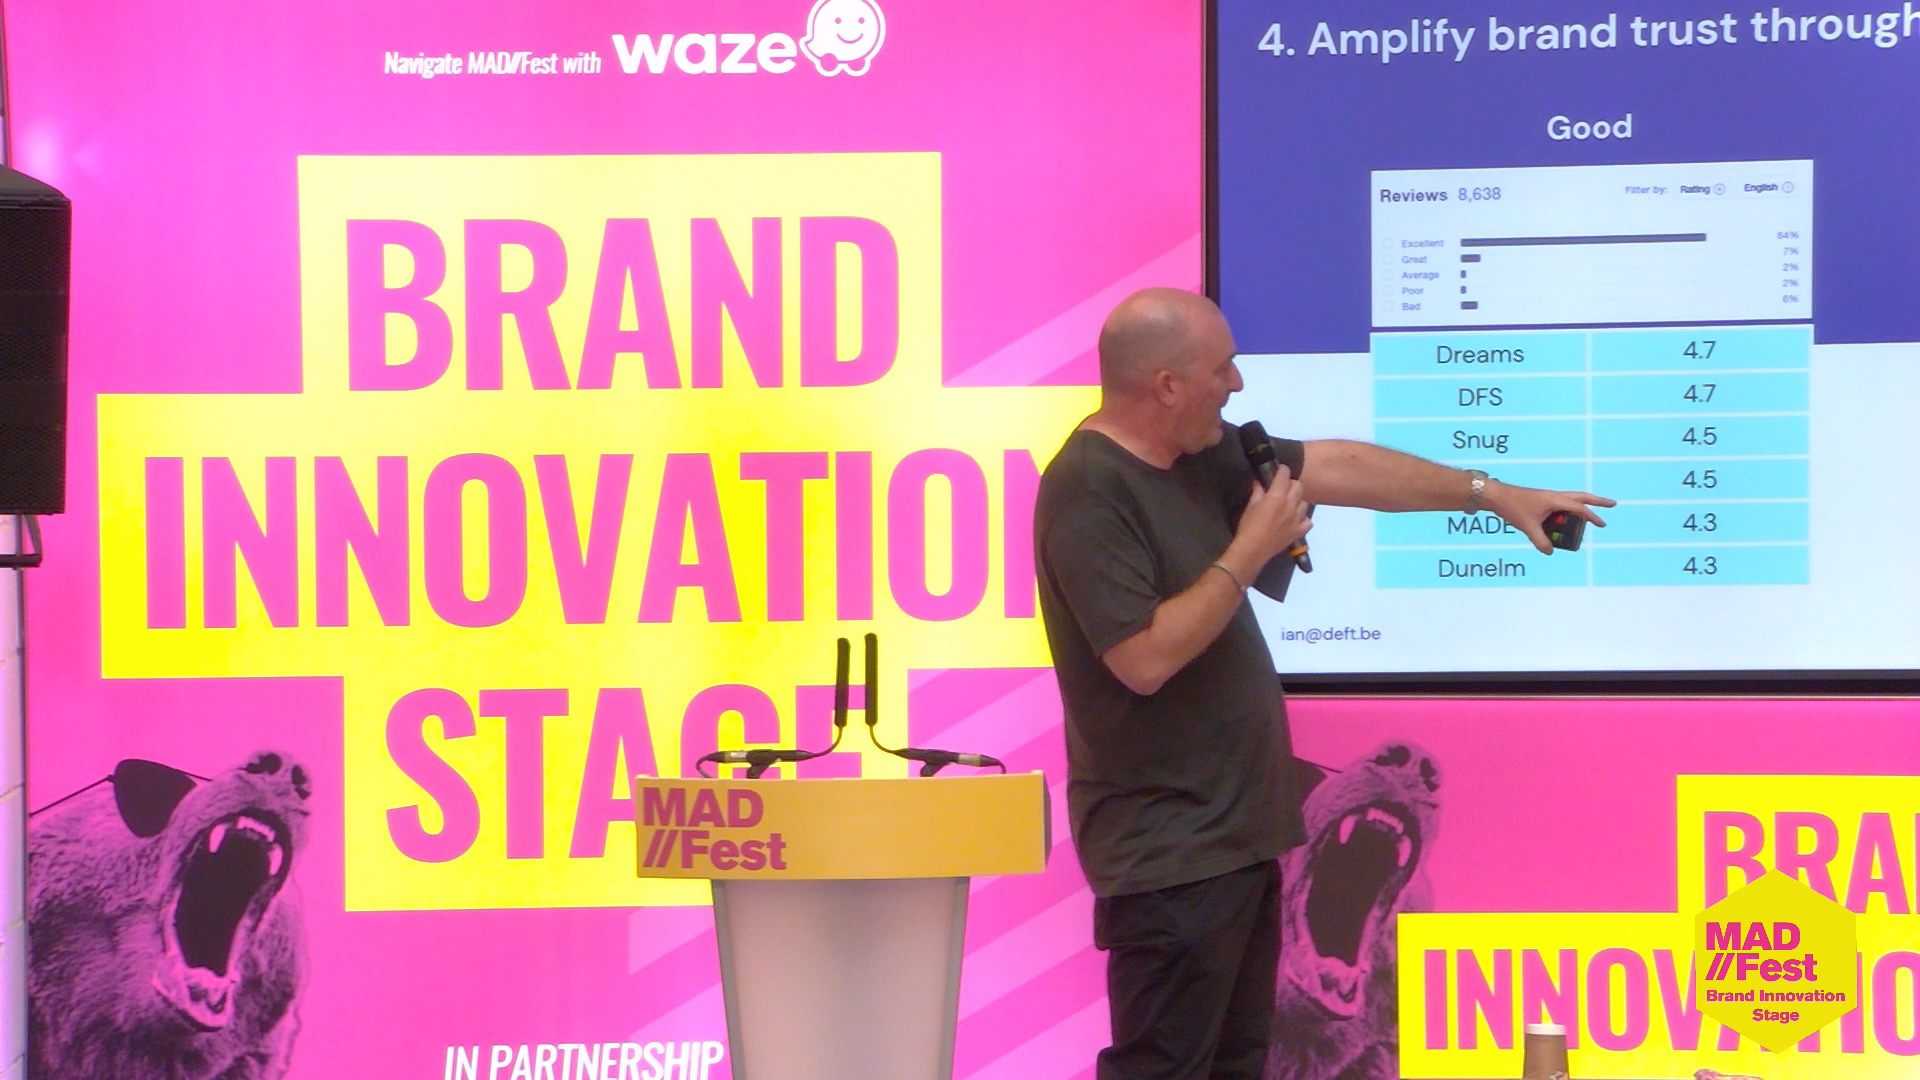 Navigate MAD//Fest with waze
BRAND
INNOVATION
STAGE
IN PARTNERSHIP
MAD
//Fest
4. Amplify brand trust through
Good
Reviews 8,638
Filter by: Rating English
Excellent 84%
Great 7%
Average 2%
Poor 2%
Bad 6%
Dreams 4.7
DFS 4.7
Snug 4.5
4.5
MADE 4.3
Dunelm 4.3
ian@deft.be
BRA
INNOV
MAD
//Fest
Brand Innovation
Stage